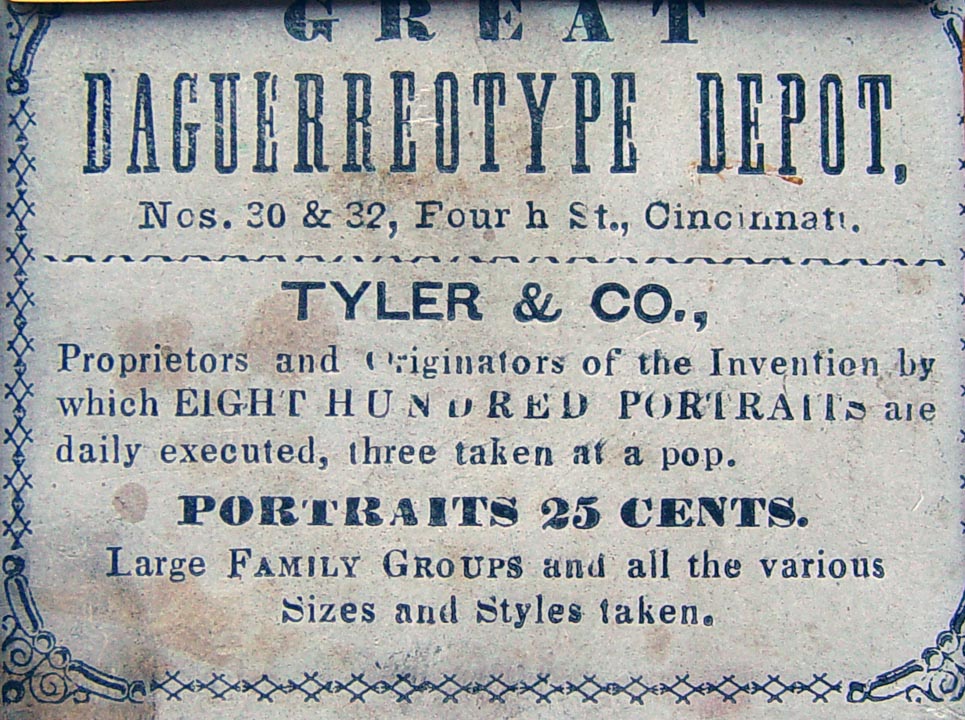 GREAT
DAGUERREOTYPE DEPOT,
Nos. 30 & 32, Four h St., Cincinnati.
TYLER & CO.,
Proprietors and Originators of the Invention by
which EIGHT HUNDRED PORTRAITS are
daily executed, three taken at a pop.
PORTRAITS 25 CENTS.
Large FAMILY GROUPS and all the various
Sizes and Styles taken.